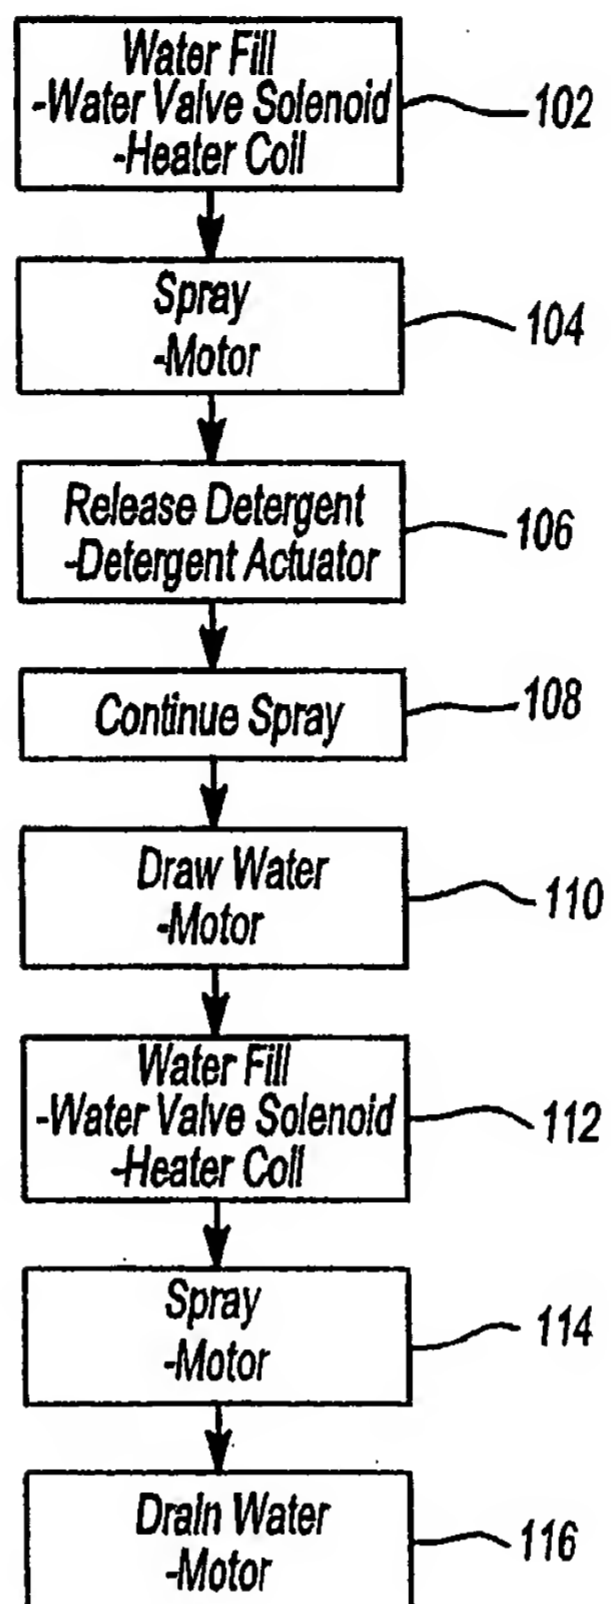 Water Fill
-Water Valve Solenoid
-Heater Coil
102
Spray
-Motor
104
Release Detergent
-Detergent Actuator
106
Continue Spray
108
Draw Water
-Motor
110
Water Fill
-Water Valve Solenoid
-Heater Coil
112
Spray
-Motor
114
Drain Water
-Motor
116